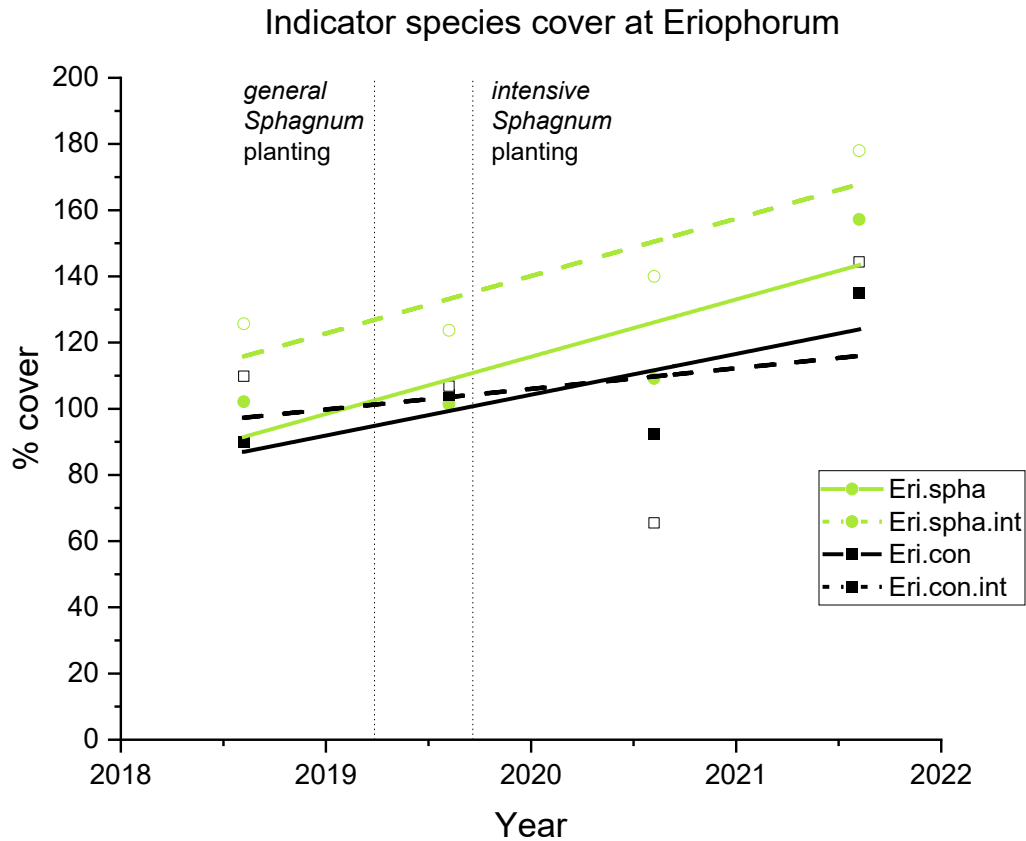 Indicator species cover at Eriophorum
200
180
160
140
120
100
80
60
40
20
0
% cover
general
Sphagnum
planting
intensive
Sphagnum
planting
Eri.spha
Eri.spha.int
Eri.con
Eri.con.int
2018
2019
2020
2021
2022
Year